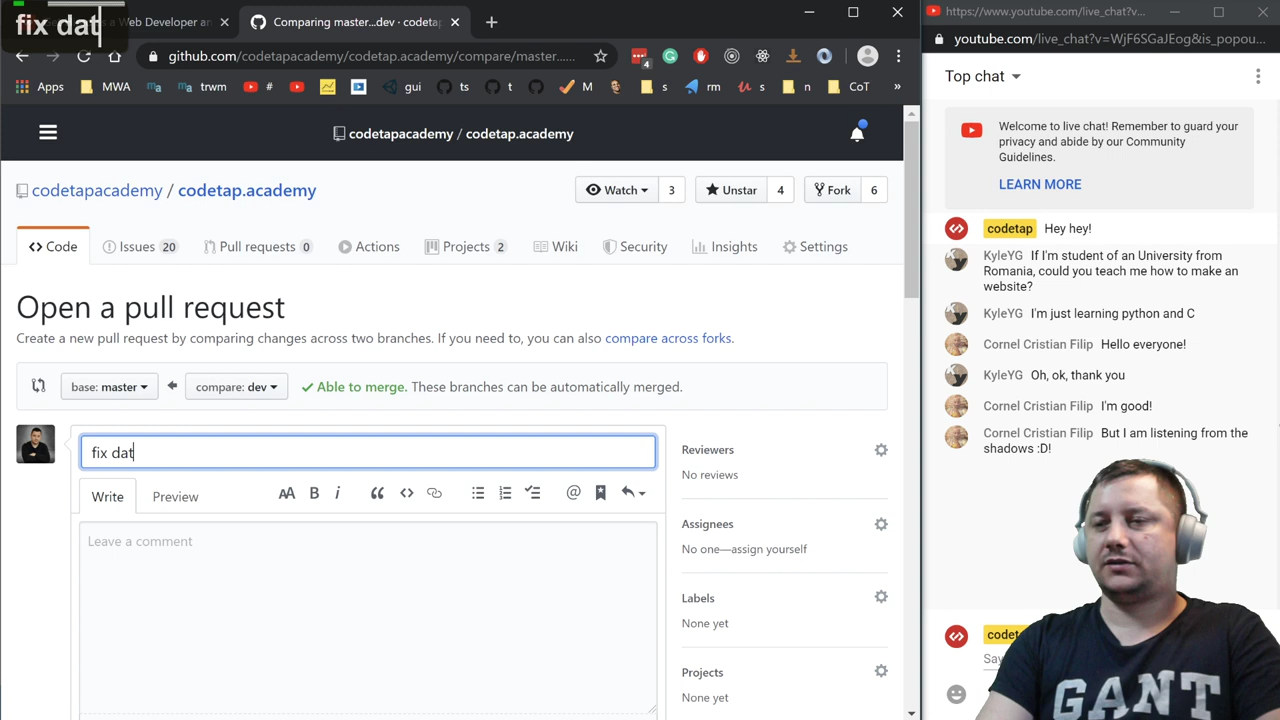 s a Web Developer an
Comparing master...dev · codeta
fix dat
github.com/codetapacademy/codetap.academy/compare/master......
4
Apps
MWA
trwm
#
gui
ts
t
M
s
rm
s
n
CoT
»
codetapacademy / codetap.academy
codetapacademy / codetap.academy
Watch 3
Unstar 4
Fork 6
Code
Issues 20
Pull requests 0
Actions
Projects 2
Wiki
Security
Insights
Settings
Open a pull request
Create a new pull request by comparing changes across two branches. If you need to, you can also compare across forks.
base: master
compare: dev
Able to merge. These branches can be automatically merged.
fix dat
Write
Preview
Leave a comment
Reviewers
No reviews
Assignees
No one—assign yourself
Labels
None yet
Projects
None yet
https://www.youtube.com/live_chat?v...
youtube.com/live_chat?v=WjF6SGaJEog&is_popou...
Top chat
Welcome to live chat! Remember to guard your
privacy and abide by our Community
Guidelines.
LEARN MORE
codetap Hey hey!
KyleYG If I'm student of an University from
Romania, could you teach me how to make an
website?
KyleYG I'm just learning python and C
Cornel Cristian Filip Hello everyone!
KyleYG Oh, ok, thank you
Cornel Cristian Filip I'm good!
Cornel Cristian Filip But I am listening from the
shadows :D!
codet
Say
GANT